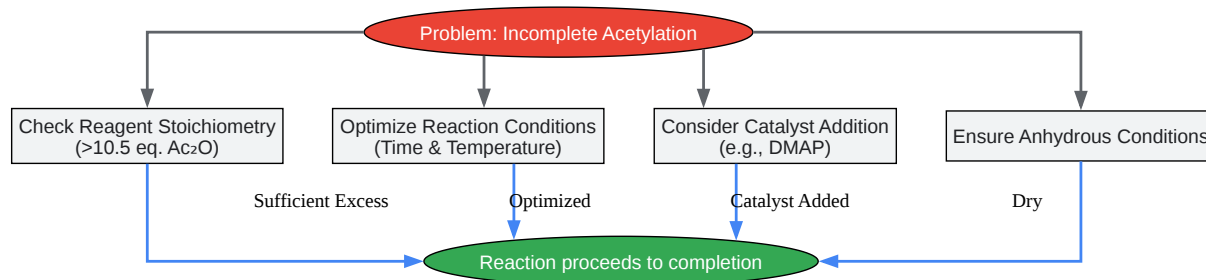 Problem: Incomplete Acetylation
Check Reagent Stoichiometry
(>10.5 eq. Ac₂O)
Optimize Reaction Conditions
(Time & Temperature)
Consider Catalyst Addition
(e.g., DMAP)
Ensure Anhydrous Conditions
Sufficient Excess
Optimized
Catalyst Added
Dry
Reaction proceeds to completion